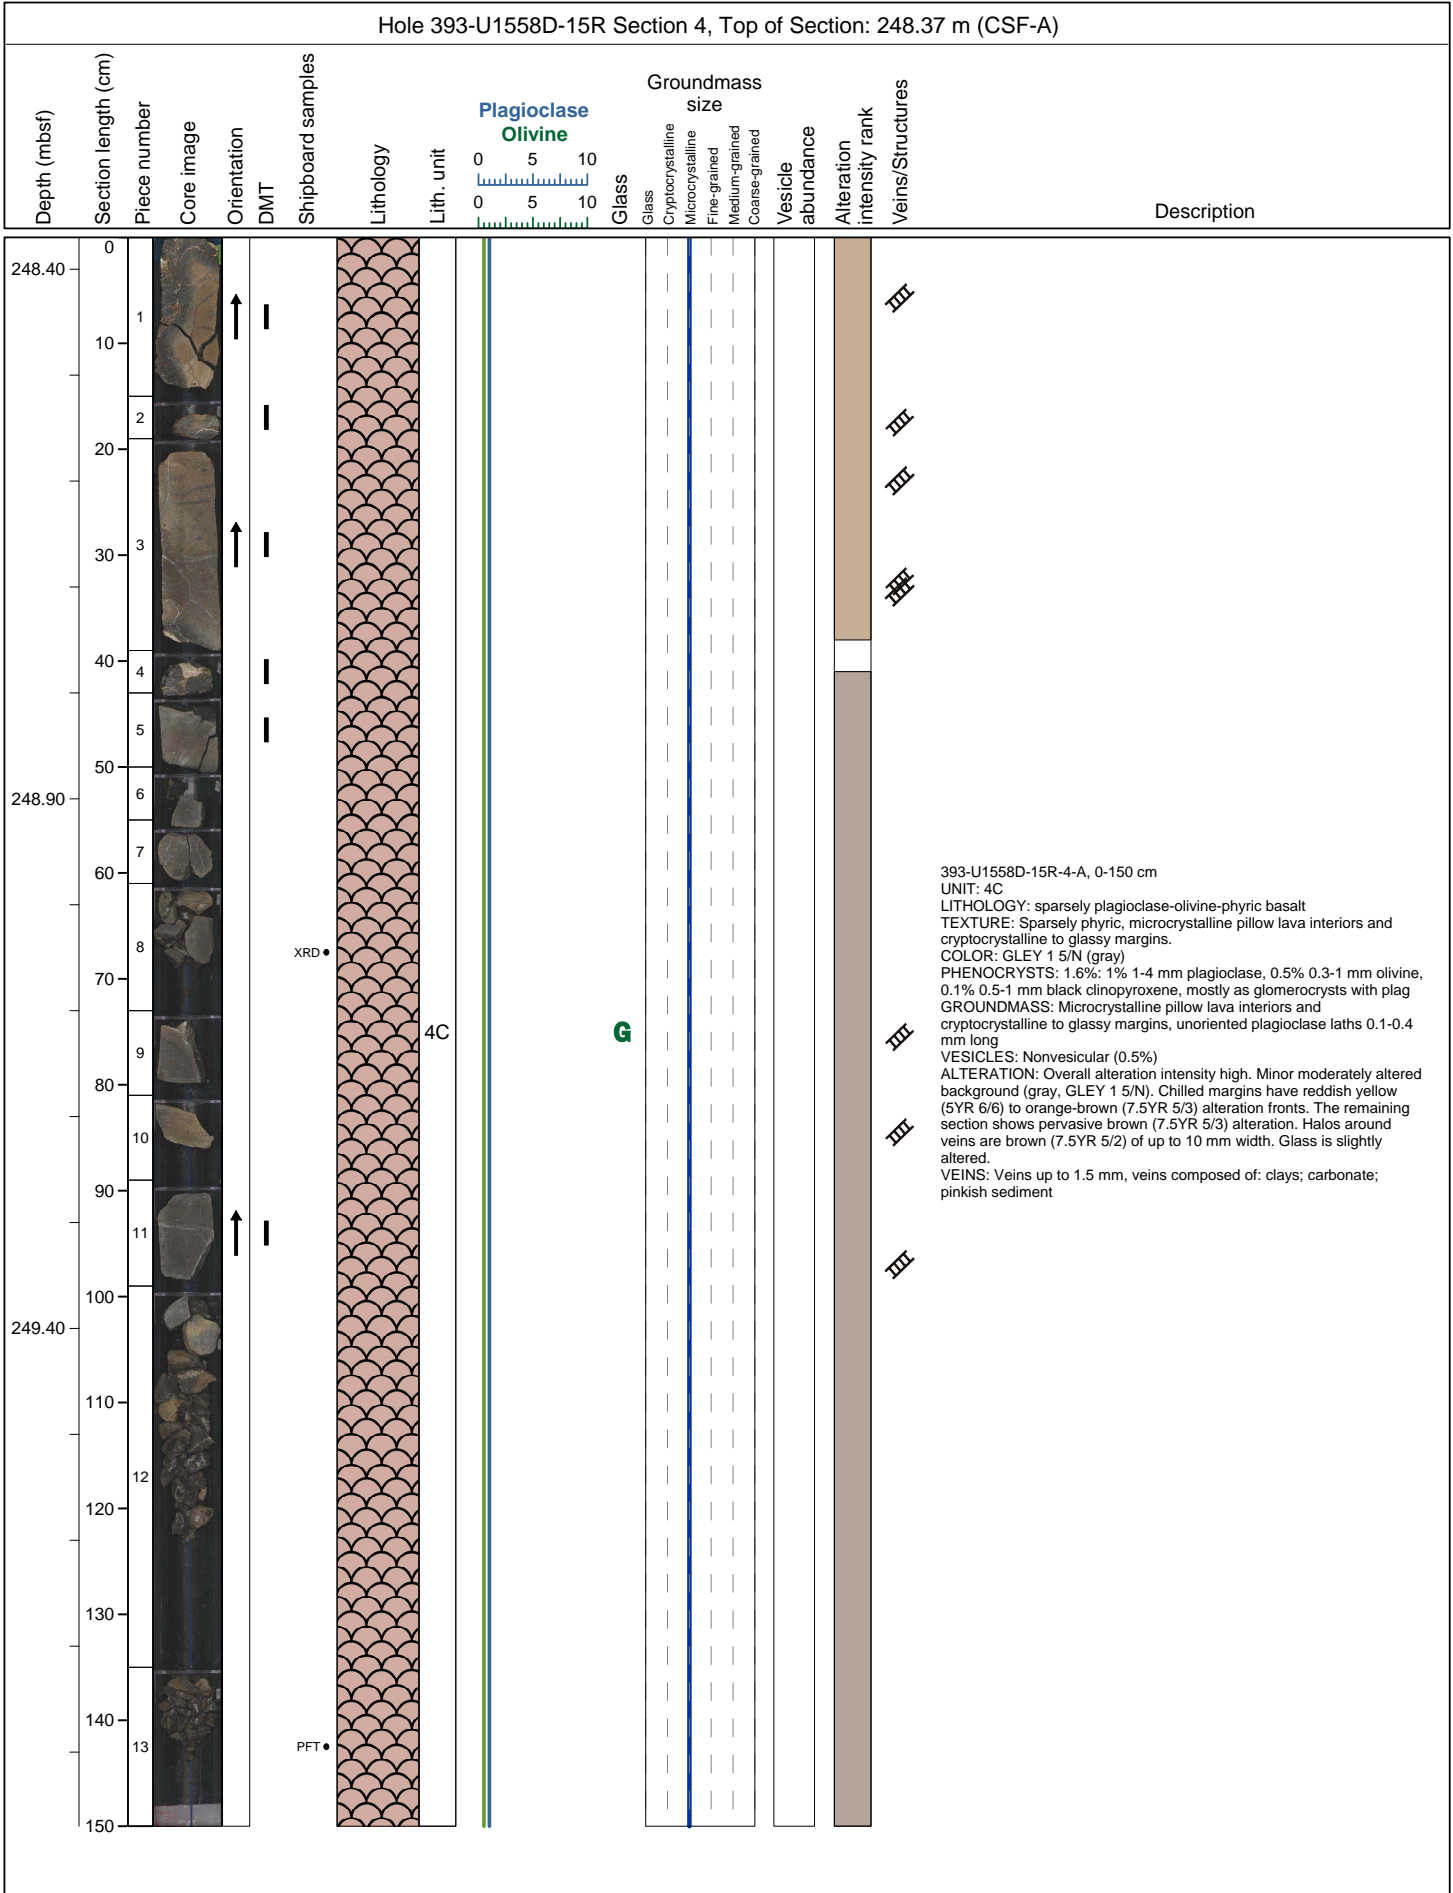 Hole 393-U1558D-15R Section 4, Top of Section: 248.37 m (CSF-A)
Depth (mbsf)
Section length (cm)
Piece number
Core image
Orientation
DMT
Shipboard samples
Lithology
Lith. unit
Plagioclase
Olivine
0 5 10
0 5 10
Glass
Groundmass
size
Glass
Cryptocrystalline
Microcrystalline
Fine-grained
Medium-grained
Coarse-grained
Vesicle
abundance
Alteration
intensity rank
Veins/Structures
Description
248.40
248.90
249.40
0
10
20
30
40
50
60
70
80
90
100
110
120
130
140
150
1
2
3
4
5
6
7
8
9
10
11
12
13
XRD
PFT
4C
G
393-U1558D-15R-4-A, 0-150 cm
UNIT: 4C
LITHOLOGY: sparsely plagioclase-olivine-phyric basalt
TEXTURE: Sparsely phyric, microcrystalline pillow lava interiors and
cryptocrystalline to glassy margins.
COLOR: GLEY 1 5/N (gray)
PHENOCRYSTS: 1.6%: 1% 1-4 mm plagioclase, 0.5% 0.3-1 mm olivine,
0.1% 0.5-1 mm black clinopyroxene, mostly as glomerocrysts with plag
GROUNDMASS: Microcrystalline pillow lava interiors and
cryptocrystalline to glassy margins, unoriented plagioclase laths 0.1-0.4
mm long
VESICLES: Nonvesicular (0.5%)
ALTERATION: Overall alteration intensity high. Minor moderately altered
background (gray, GLEY 1 5/N). Chilled margins have reddish yellow
(5YR 6/6) to orange-brown (7.5YR 5/3) alteration fronts. The remaining
section shows pervasive brown (7.5YR 5/3) alteration. Halos around
veins are brown (7.5YR 5/2) of up to 10 mm width. Glass is slightly
altered.
VEINS: Veins up to 1.5 mm, veins composed of: clays; carbonate;
pinkish sediment